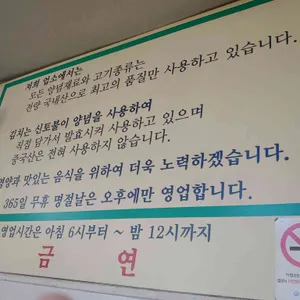 저희 업소에서는
모든 양념재료와 고기종류는
전량 국내산으로 최고의 품질만 사용하고 있습니다.
김치는 신토불이 양념을 사용하여
직접 담가서 발효시켜 사용하고 있으며
중국산은 전혀 사용하지 않습니다.
영양과 맛있는 음식을 위하여 더욱 노력하겠습니다.
365일 무휴 명절날은 오후에만 영업합니다.
영업시간은 아침 6시부터 ~ 밤 12시까지
금 연